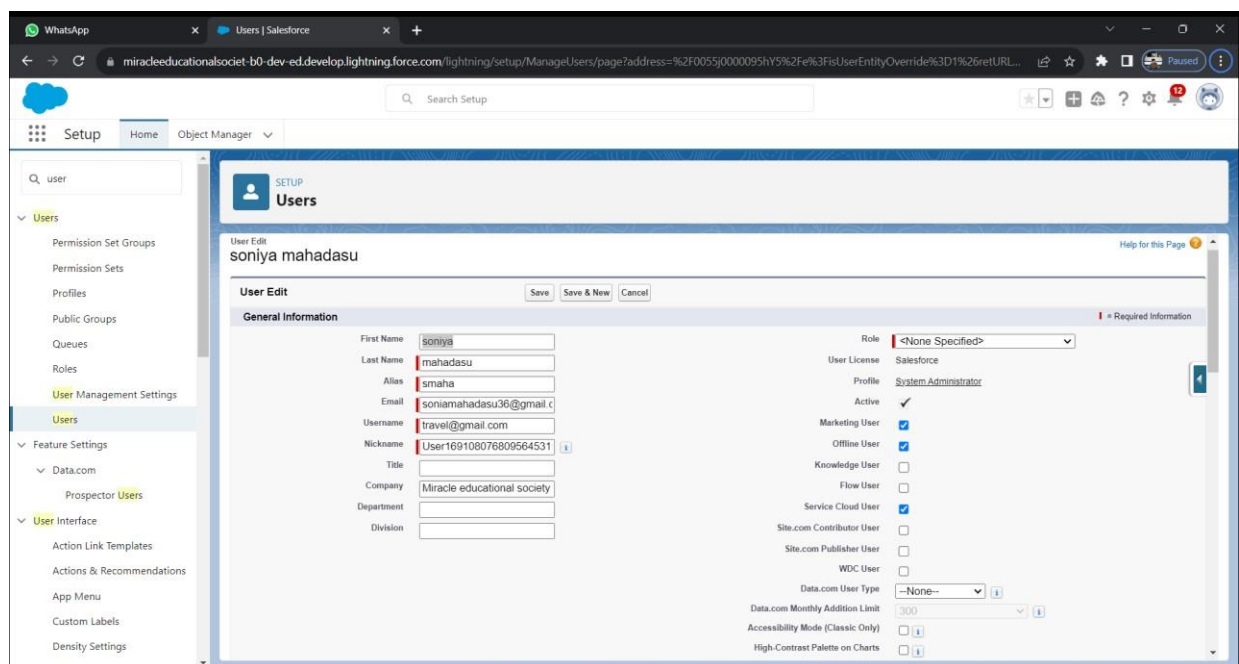 WhatsApp
Users | Salesforce
miracleeducationalsociet-b0-dev-ed.develop.lightning.force.com/lightning/setup/ManageUsers/page?address=%2F0055j0000095hY5%2Fe%3FisUserEntityOverride%3D1%26retURL...
Paused
Search Setup
12
Setup Home Object Manager
user
Users
Permission Set Groups
Permission Sets
Profiles
Public Groups
Queues
Roles
User Management Settings
Users
Feature Settings
Data.com
Prospector Users
User Interface
Action Link Templates
Actions & Recommendations
App Menu
Custom Labels
Density Settings
SETUP
Users
User Edit
soniya mahadasu
Help for this Page
User Edit Save Save & New Cancel
General Information = Required Information
First Name soniya
Last Name mahadasu
Alias smaha
Email soniamahadasu36@gmail.c
Username travel@gmail.com
Nickname User169108076809564531
Title
Company Miracle educational society
Department
Division
Role <None Specified>
User License Salesforce
Profile System Administrator
Active
Marketing User
Offline User
Knowledge User
Flow User
Service Cloud User
Site.com Contributor User
Site.com Publisher User
WDC User
Data.com User Type --None--
Data.com Monthly Addition Limit 300
Accessibility Mode (Classic Only)
High-Contrast Palette on Charts